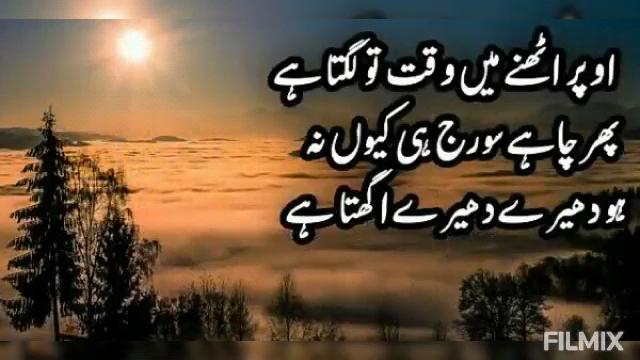 اوپر اٹھنے میں وقت تو لگتا ہے
پھر چاہے سورج ہی کیوں نہ
ہو دھیرے دھیرے اگھتا ہے
FILMIX